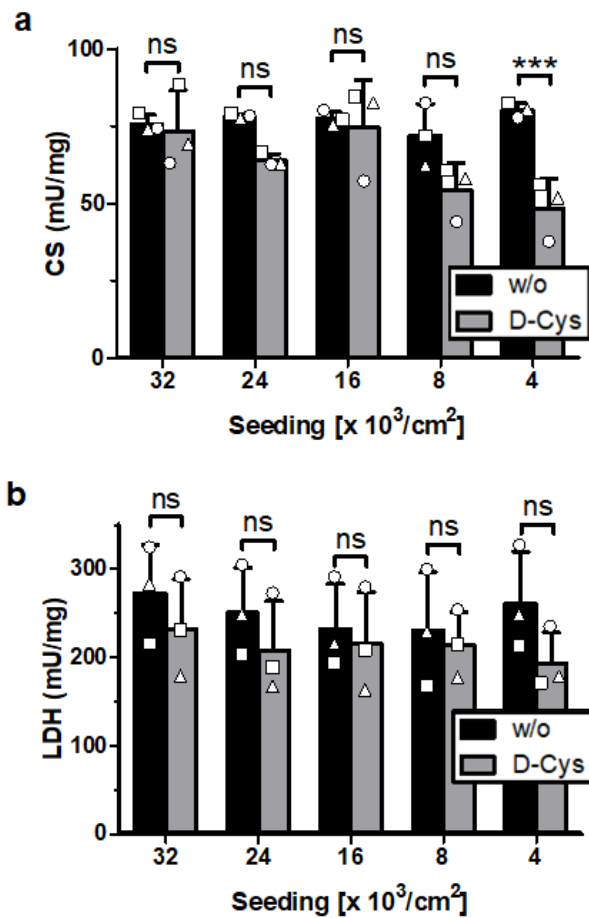 a
ns
ns
ns
ns
***
100
50
0
CS (mU/mg)
w/o
D-Cys
32
24
16
8
4
Seeding [x 10³/cm²]
b
ns
ns
ns
ns
ns
300
200
100
0
LDH (mU/mg)
w/o
D-Cys
32
24
16
8
4
Seeding [x 10³/cm²]